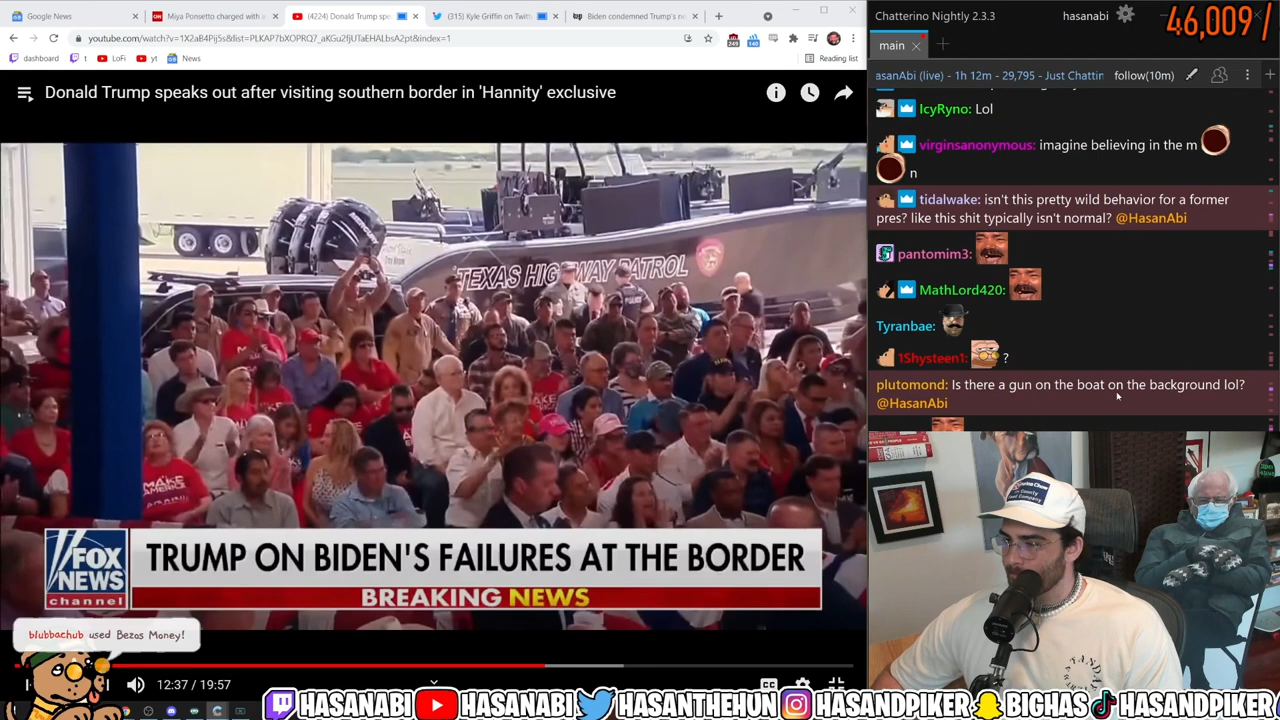 Google News
Miya Ponsetto charged with a
(4224) Donald Trump spe
(315) Kyle Griffin on Twitt
Biden condemned Trump's n
youtube.com/watch?v=1X2aB4Pij5s&list=PLKAP7bXOPRQ7_aKGu2fjUTaEHALbsA2pt&index=1
dashboard
t
LoFi
yt
News
Reading list
Donald Trump speaks out after visiting southern border in 'Hannity' exclusive
TEXAS HIGHWAY PATROL
MAKE
AMERICA
AGAIN!
FOX
NEWS
channel
TRUMP ON BIDEN'S FAILURES AT THE BORDER
BREAKING NEWS
blubbachub used Bezos Money!
12:37 / 19:57
Chatterino Nightly 2.3.3
hasanabi
46,009 /
main
asanAbi (live) - 1h 12m - 29,795 - Just Chattin
follow(10m)
IcyRyno: Lol
virginsanonymous: imagine believing in the m
n
tidalwake: isn't this pretty wild behavior for a former
pres? like this shit typically isn't normal? @HasanAbi
pantomim3:
MathLord420:
Tyranbae:
1Shysteen1: ?
plutomond: Is there a gun on the boat on the background lol?
@HasanAbi
HASANABI
HASANABI
HASANTHEHUN
HASANDPIKER
BIGHAS
HASANDPIKER